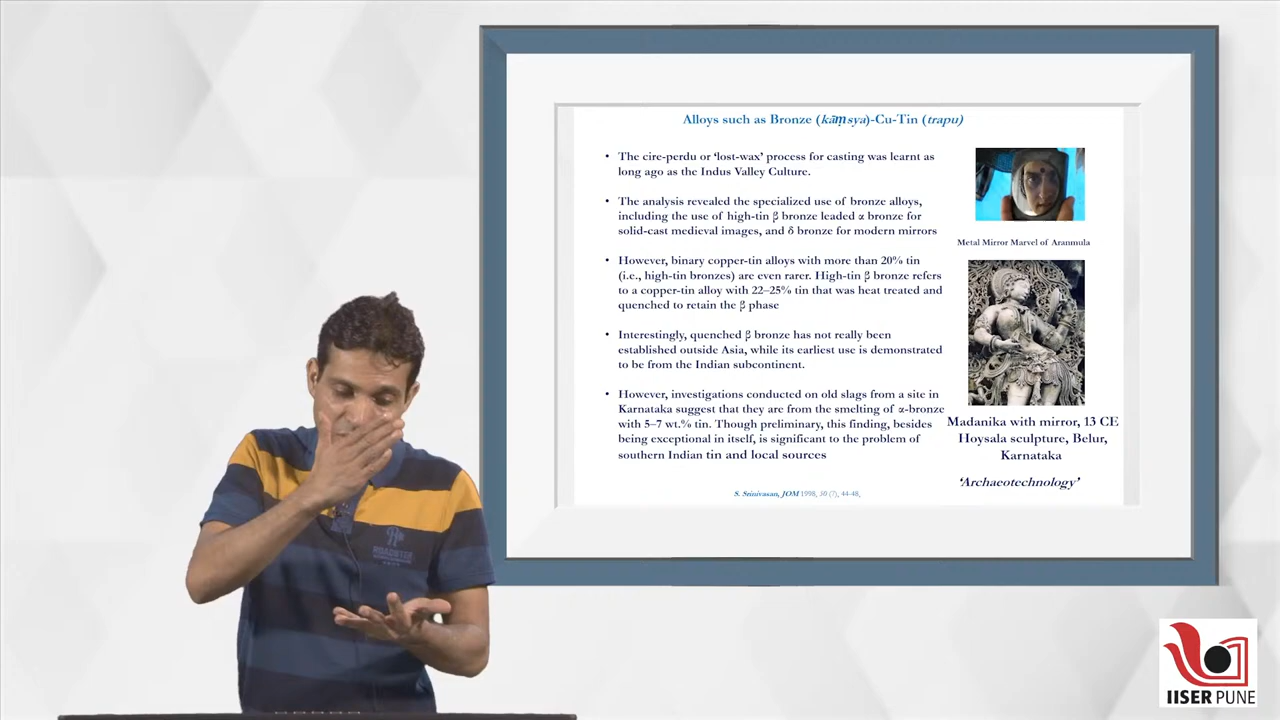 Alloys such as Bronze (kāṃsya)-Cu-Tin (trapu)
• The cire-perdu or ‘lost-wax’ process for casting was learnt as
long ago as the Indus Valley Culture.
• The analysis revealed the specialized use of bronze alloys,
including the use of high-tin β bronze leaded α bronze for
solid-cast medieval images, and δ bronze for modern mirrors
• However, binary copper-tin alloys with more than 20% tin
(i.e., high-tin bronzes) are even rarer. High-tin β bronze refers
to a copper-tin alloy with 22–25% tin that was heat treated and
quenched to retain the β phase
• Interestingly, quenched β bronze has not really been
established outside Asia, while its earliest use is demonstrated
to be from the Indian subcontinent.
• However, investigations conducted on old slags from a site in
Karnataka suggest that they are from the smelting of α-bronze
with 5–7 wt.% tin. Though preliminary, this finding, besides
being exceptional in itself, is significant to the problem of
southern Indian tin and local sources
S. Srinivasan, JOM 1998, 50 (7), 44-48,
Metal Mirror Marvel of Aranmula
Madanika with mirror, 13 CE
Hoysala sculpture, Belur,
Karnataka
‘Archaeotechnology’
ROADSTER
IISER PUNE